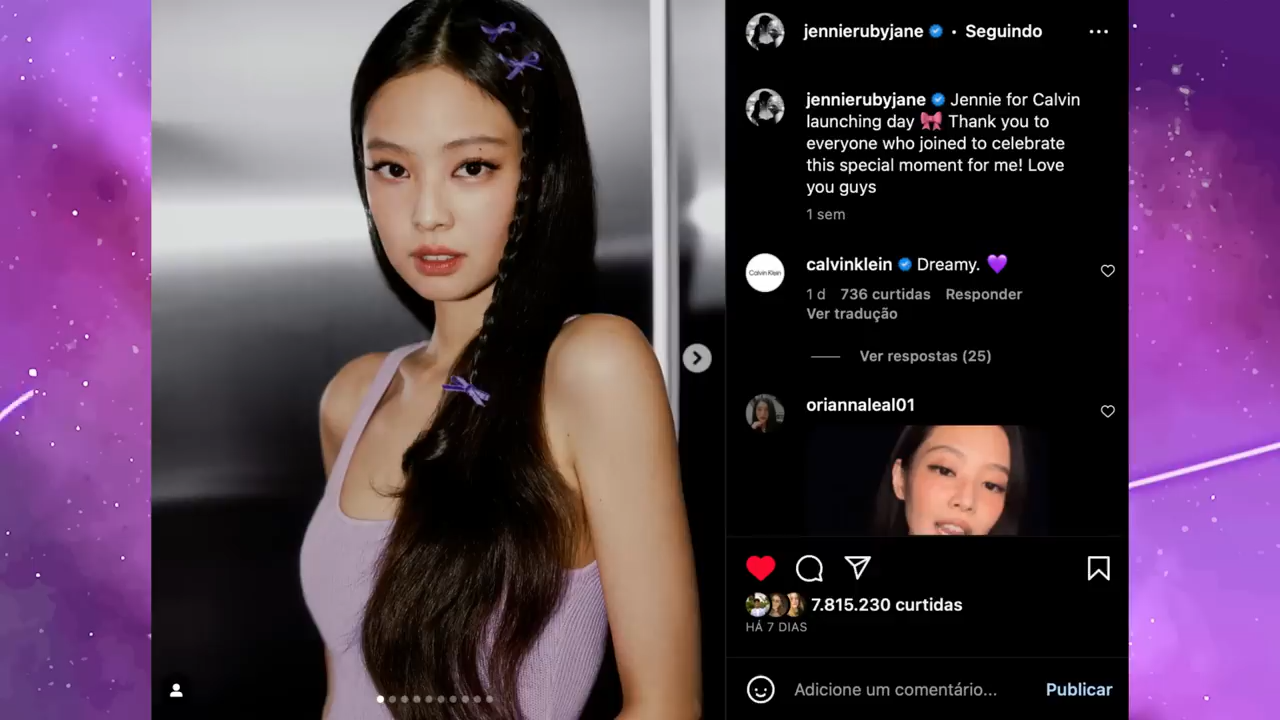 jennierubyjane • Seguindo
jennierubyjane Jennie for Calvin
launching day 🎀 Thank you to
everyone who joined to celebrate
this special moment for me! Love
you guys
1 sem
Calvin Klein
calvinklein Dreamy. 💜
1 d 736 curtidas Responder
Ver tradução
Ver respostas (25)
oriannaleal01
7.815.230 curtidas
HÁ 7 DIAS
Adicione um comentário... Publicar